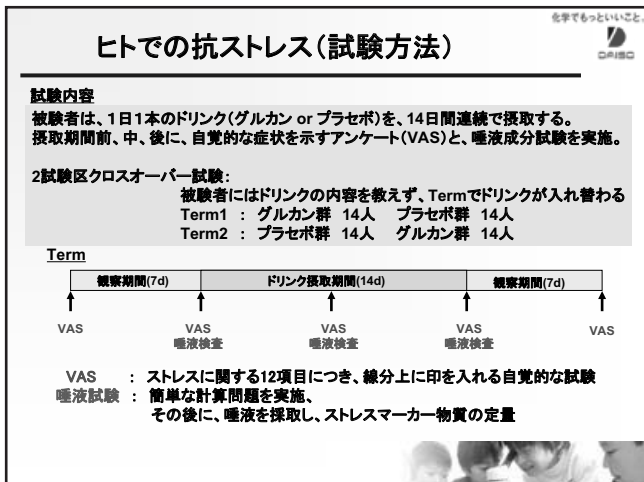 化学でもっといいこと。
DAISO
ヒトでの抗ストレス（試験方法）
試験内容
被験者は、1日1本のドリンク（グルカン or プラセボ）を、14日間連続で摂取する。
摂取期間前、中、後に、自覚的な症状を示すアンケート（VAS）と、唾液成分試験を実施。
2試験区クロスオーバー試験：
被験者にはドリンクの内容を教えず、Termでドリンクが入れ替わる
Term1 ： グルカン群 14人 プラセボ群 14人
Term2 ： プラセボ群 14人 グルカン群 14人
Term
観察期間(7d) ドリンク摂取期間(14d) 観察期間(7d)
VAS VAS VAS VAS VAS
唾液検査 唾液検査 唾液検査
VAS ： ストレスに関する12項目につき、線分上に印を入れる自覚的な試験
唾液試験 ： 簡単な計算問題を実施、
その後に、唾液を採取し、ストレスマーカー物質の定量